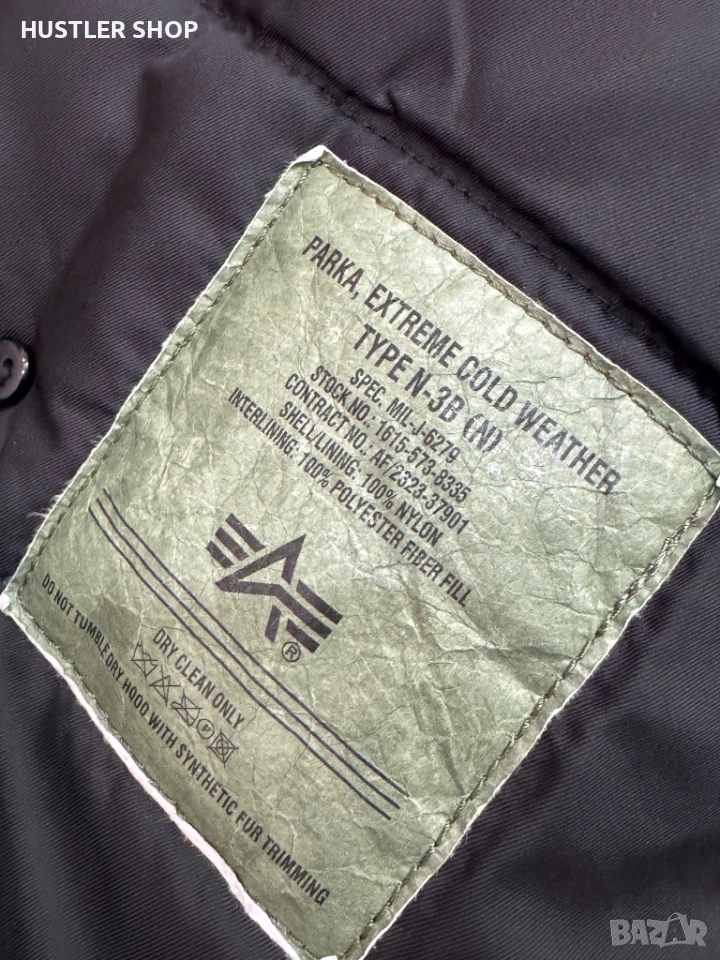 HUSTLER SHOP
PARKA, EXTREME COLD WEATHER
TYPE N-3B (N)
SPEC. MIL-J-6279
STOCK NO.: 1615-573-8335
CONTRACT NO. AF/2323-37901
SHELL/LINING: 100% NYLON
INTERLINING: 100% POLYESTER FIBER FILL
®
DRY CLEAN ONLY
P
DO NOT TUMBLE DRY HOOD WITH SYNTHETIC FUR TRIMMING
BAZAR